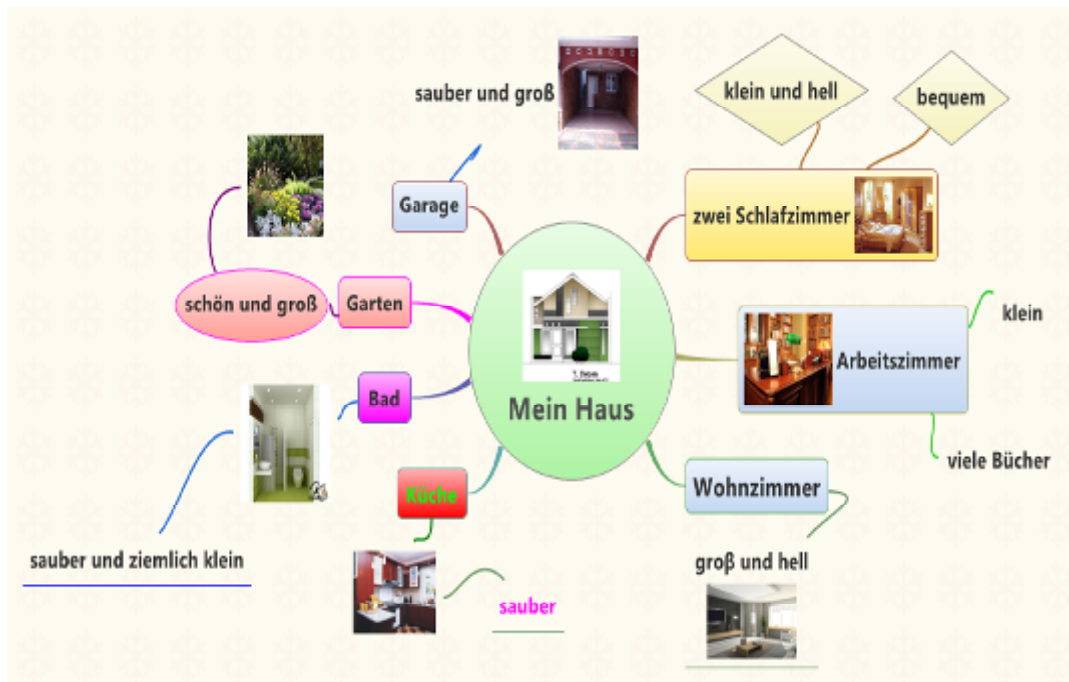 sauber und groß
klein und hell
bequem
Garage
zwei Schlafzimmer
schön und groß
Garten
klein
Arbeitszimmer
Bad
Mein Haus
viele Bücher
Küche
Wohnzimmer
sauber und ziemlich klein
groß und hell
sauber